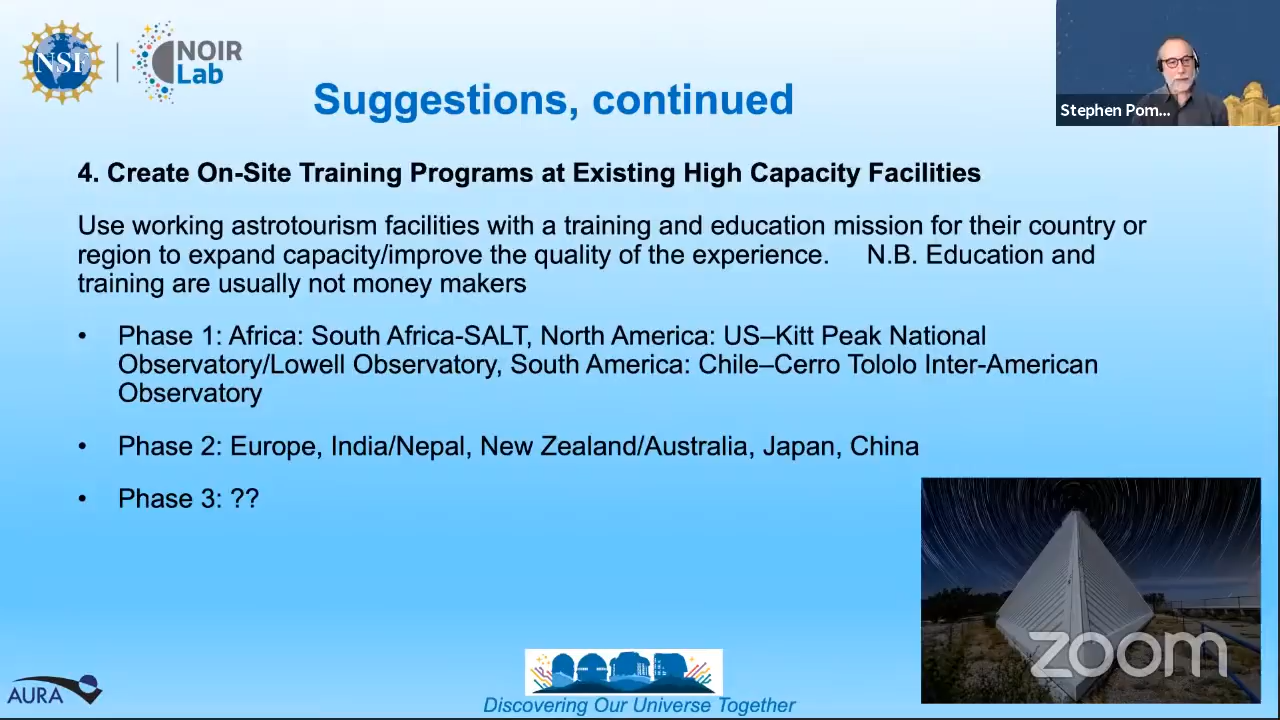 NSF
NOIR
Lab
Stephen Pom...
Suggestions, continued
4. Create On-Site Training Programs at Existing High Capacity Facilities
Use working astrotourism facilities with a training and education mission for their country or
region to expand capacity/improve the quality of the experience. N.B. Education and
training are usually not money makers
• Phase 1: Africa: South Africa-SALT, North America: US–Kitt Peak National
Observatory/Lowell Observatory, South America: Chile–Cerro Tololo Inter-American
Observatory
• Phase 2: Europe, India/Nepal, New Zealand/Australia, Japan, China
• Phase 3: ??
zoom
AURA
Discovering Our Universe Together